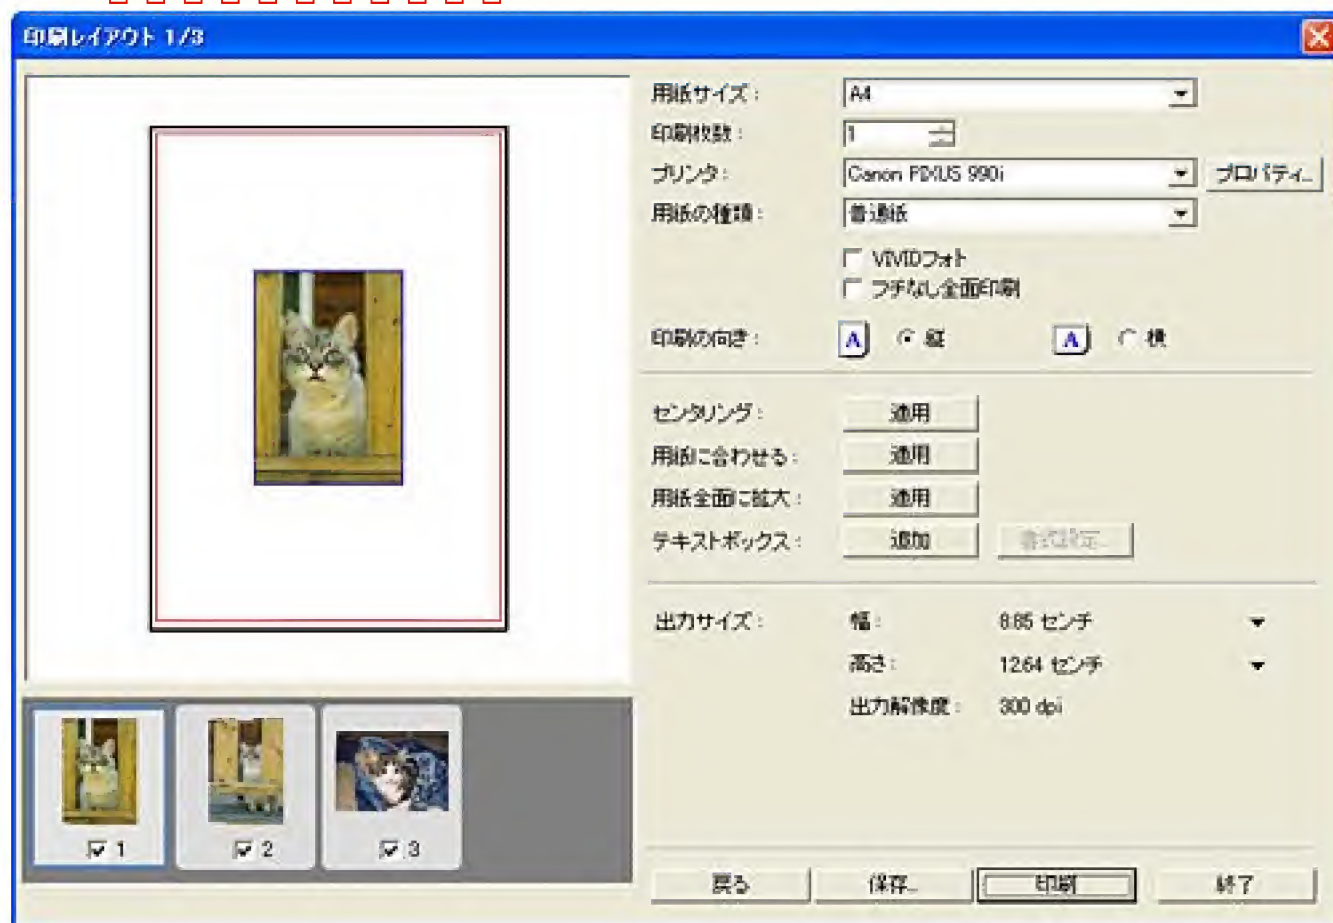 印刷レイアウト 1/3
用紙サイズ： A4
印刷枚数： 1
プリンタ： Canon PIXUS 990i プロパティ...
用紙の種類： 普通紙
VIVIDフォト
フチなし全面印刷
印刷の向き： A 縦 A 横
センタリング： 適用
用紙に合わせる： 適用
用紙全面に拡大： 適用
テキストボックス： 追加 書式設定...
出力サイズ： 幅： 8.85 センチ
高さ： 12.64 センチ
出力解像度： 300 dpi
1 2 3
戻る 保存... 印刷 終了